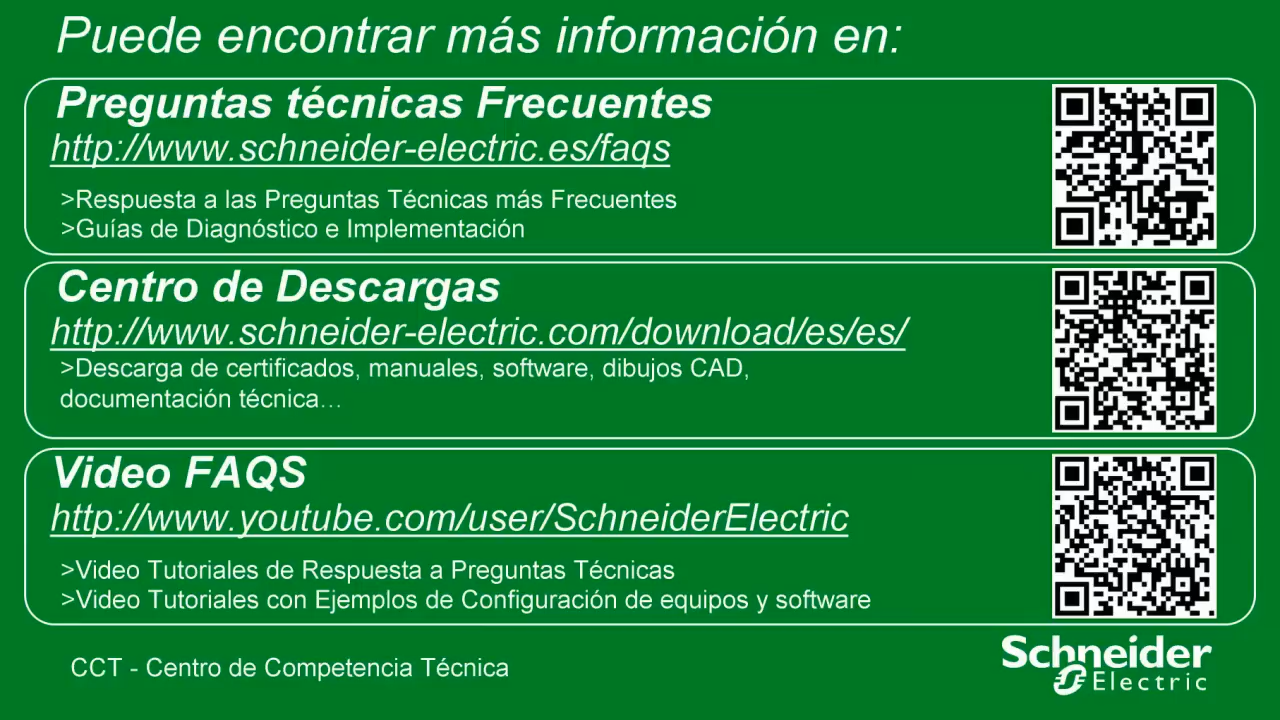 Puede encontrar más información en:
Preguntas técnicas Frecuentes
http://www.schneider-electric.es/faqs
>Respuesta a las Preguntas Técnicas más Frecuentes
>Guías de Diagnóstico e Implementación
Centro de Descargas
http://www.schneider-electric.com/download/es/es/
>Descarga de certificados, manuales, software, dibujos CAD,
documentación técnica…
Video FAQS
http://www.youtube.com/user/SchneiderElectric
>Video Tutoriales de Respuesta a Preguntas Técnicas
>Video Tutoriales con Ejemplos de Configuración de equipos y software
CCT - Centro de Competencia Técnica
Schneider
Electric